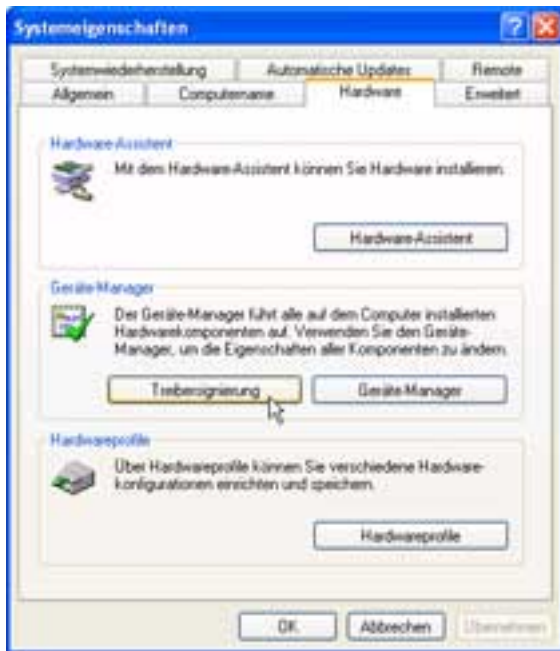 Systemeigenschaften
Systemwiederherstellung Automatische Updates Remote
Allgemein Computername Hardware Erweitert
Hardware-Assistent
Mit dem Hardware-Assistent können Sie Hardware installieren.
Hardware-Assistent
Geräte-Manager
Der Geräte-Manager führt alle auf dem Computer installierten
Hardwarekomponenten auf. Verwenden Sie den Geräte-
Manager, um die Eigenschaften aller Komponenten zu ändern.
Treibersignierung Geräte-Manager
Hardwareprofile
Über Hardwareprofile können Sie verschiedene Hardware-
konfigurationen einrichten und speichern.
Hardwareprofile
OK Abbrechen Übernehmen